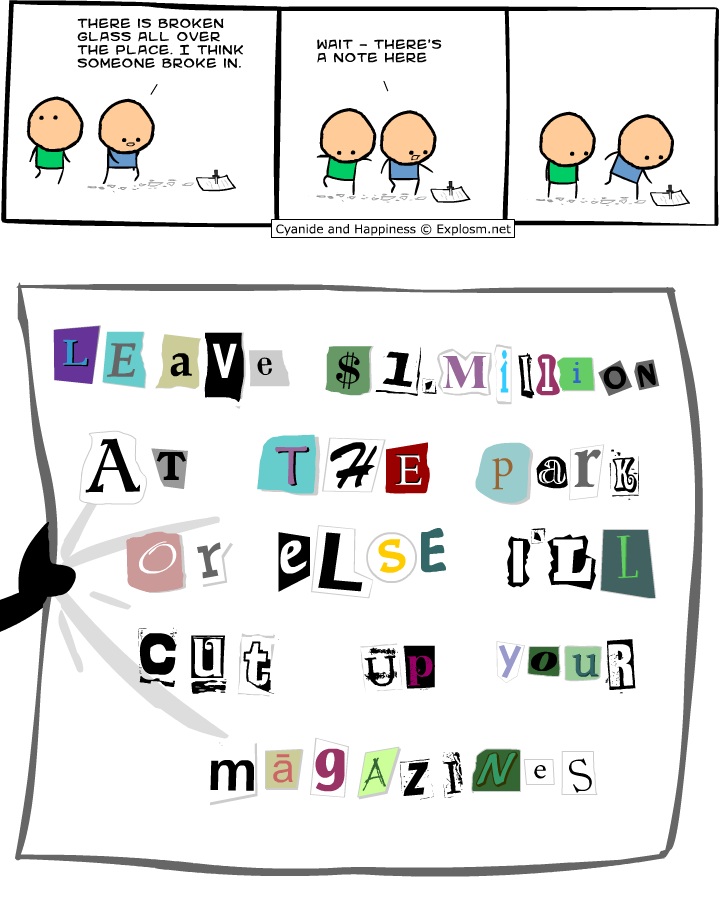 THERE IS BROKEN
GLASS ALL OVER
THE PLACE. I THINK
SOMEONE BROKE IN.
WAIT - THERE'S
A NOTE HERE
Cyanide and Happiness © Explosm.net
LEaVe $1.Million
AT THE park
or eLSE I'LL
cut up youR
māgAzINeS